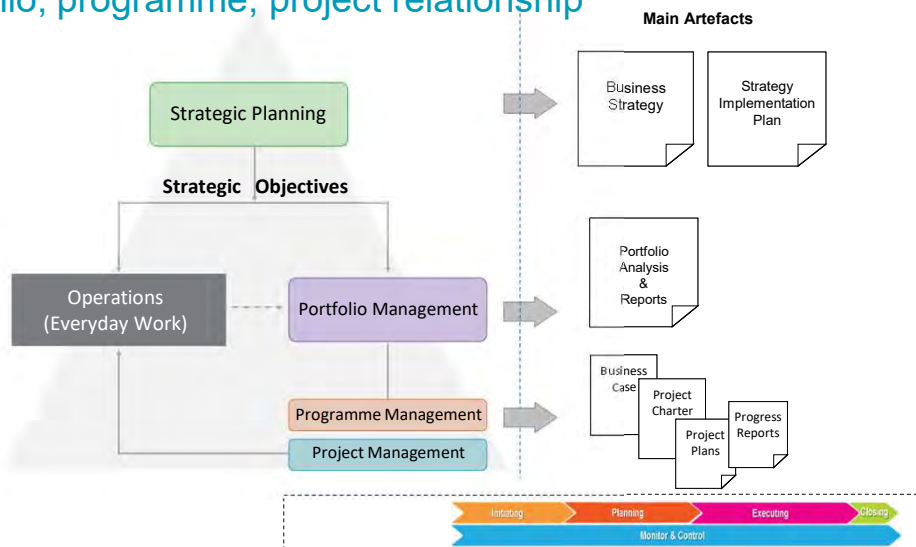 lio, programme, project relationship
Main Artefacts
Strategic Planning
Business
Strategy
Strategy
Implementation
Plan
Strategic Objectives
Operations
(Everyday Work)
Portfolio Management
Portfolio
Analysis
&
Reports
Programme Management
Project Management
Business
Case
Project
Charter
Project
Plans
Progress
Reports
Initiating
Planning
Executing
Closing
Monitor & Control